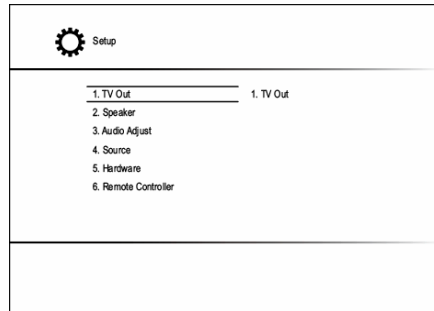 Setup
1. TV Out 1. TV Out
2. Speaker
3. Audio Adjust
4. Source
5. Hardware
6. Remote Controller